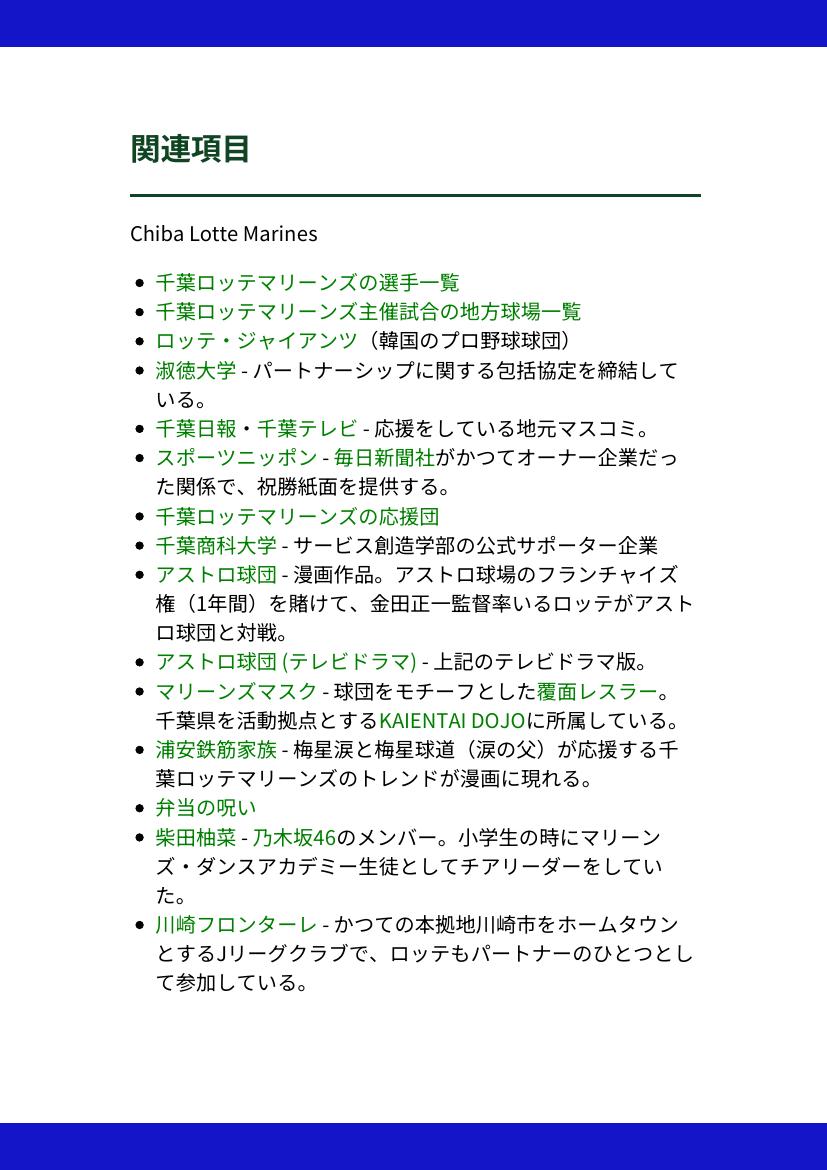 関連項目
Chiba Lotte Marines
千葉ロッテマリーンズの選手一覧
千葉ロッテマリーンズ主催試合の地方球場一覧
ロッテ・ジャイアンツ（韓国のプロ野球球団）
淑徳大学 - パートナーシップに関する包括協定を締結して
いる。
千葉日報・千葉テレビ - 応援をしている地元マスコミ。
スポーツニッポン - 毎日新聞社がかつてオーナー企業だっ
た関係で、祝勝紙面を提供する。
千葉ロッテマリーンズの応援団
千葉商科大学 - サービス創造学部の公式サポーター企業
アストロ球団 - 漫画作品。アストロ球場のフランチャイズ
権（1年間）を賭けて、金田正一監督率いるロッテがアスト
ロ球団と対戦。
アストロ球団 (テレビドラマ) - 上記のテレビドラマ版。
マリーンズマスク - 球団をモチーフとした覆面レスラー。
千葉県を活動拠点とするKAIENTAI DOJOに所属している。
浦安鉄筋家族 - 梅星涙と梅星球道（涙の父）が応援する千
葉ロッテマリーンズのトレンドが漫画に現れる。
弁当の呪い
柴田柚菜 - 乃木坂46のメンバー。小学生の時にマリーン
ズ・ダンスアカデミー生徒としてチアリーダーをしてい
た。
川崎フロンターレ - かつての本拠地川崎市をホームタウン
とするJリーグクラブで、ロッテもパートナーのひとつとし
て参加している。